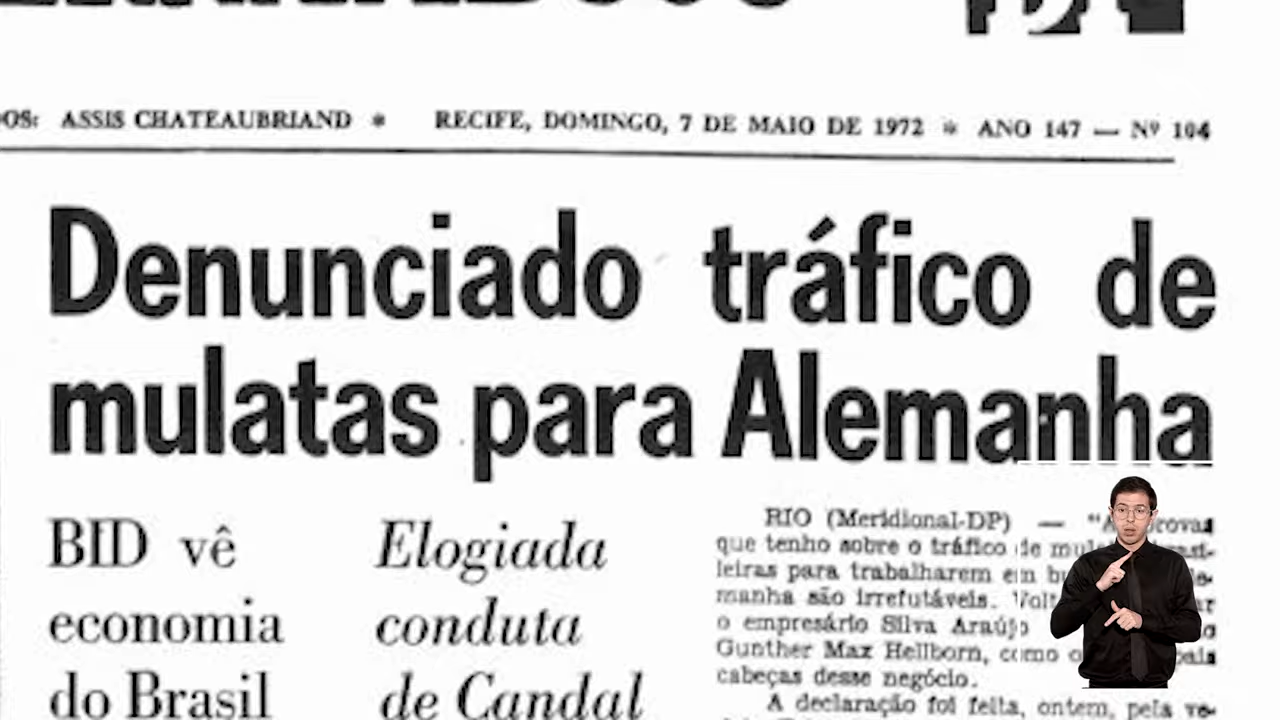 DOS: ASSIS CHATEAUBRIAND * RECIFE, DOMINGO, 7 DE MAIO DE 1972 * ANO 147 — Nº 104
Denunciado tráfico de
mulatas para Alemanha
BID vê
economia
do Brasil
Elogiada
conduta
de Candal
RIO (Meridional-DP) — "A provas
que tenho sobre o tráfico de
leiras para trabalharem em
manha são irrefutáveis.
o empresário Silva Araújo
Gunther Max Hellborn, como
cabeças desse negócio.
A declaração foi feita, ontem, pela ve-